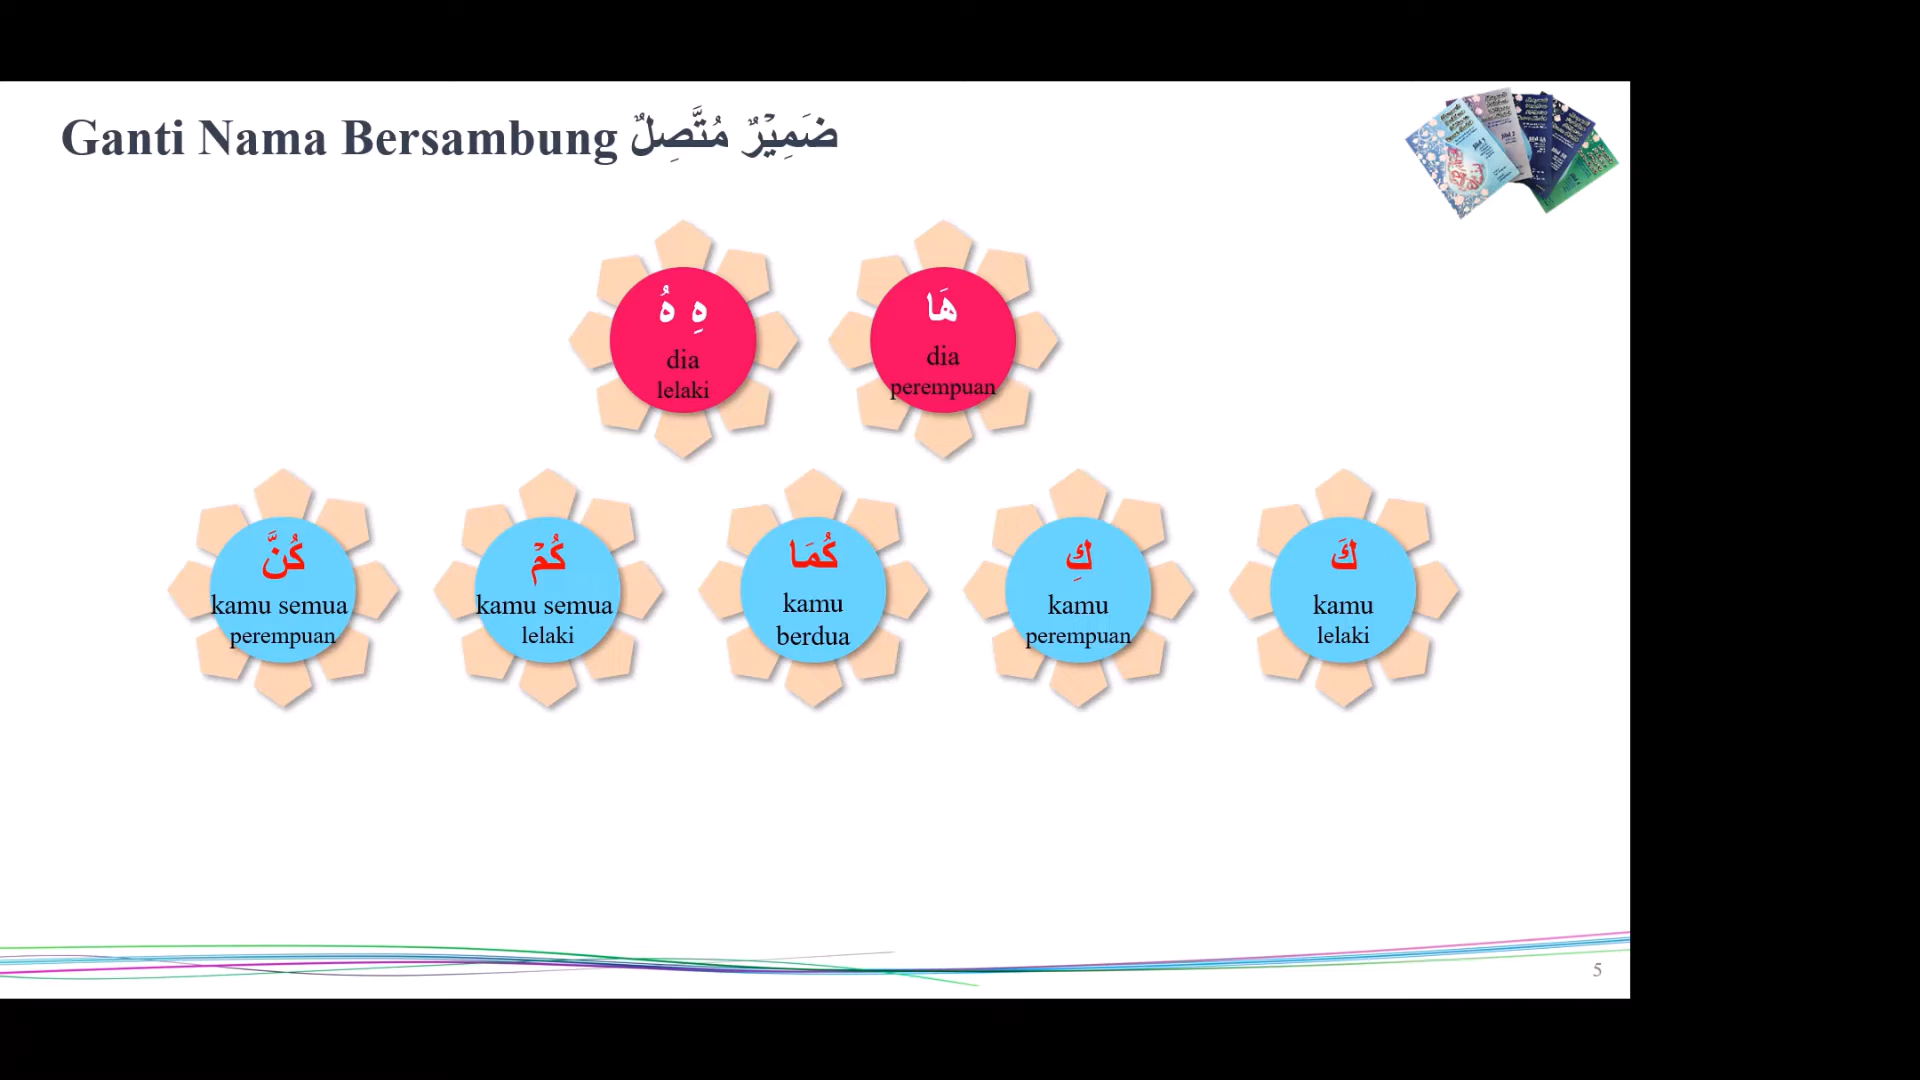 Ganti Nama Bersambung ضَمِيْرٌ مُتَّصِلٌ
هِ هُ
dia
lelaki
هَا
dia
perempuan
كُنَّ
kamu semua
perempuan
كُمْ
kamu semua
lelaki
كُمَا
kamu
berdua
كِ
kamu
perempuan
كَ
kamu
lelaki
5